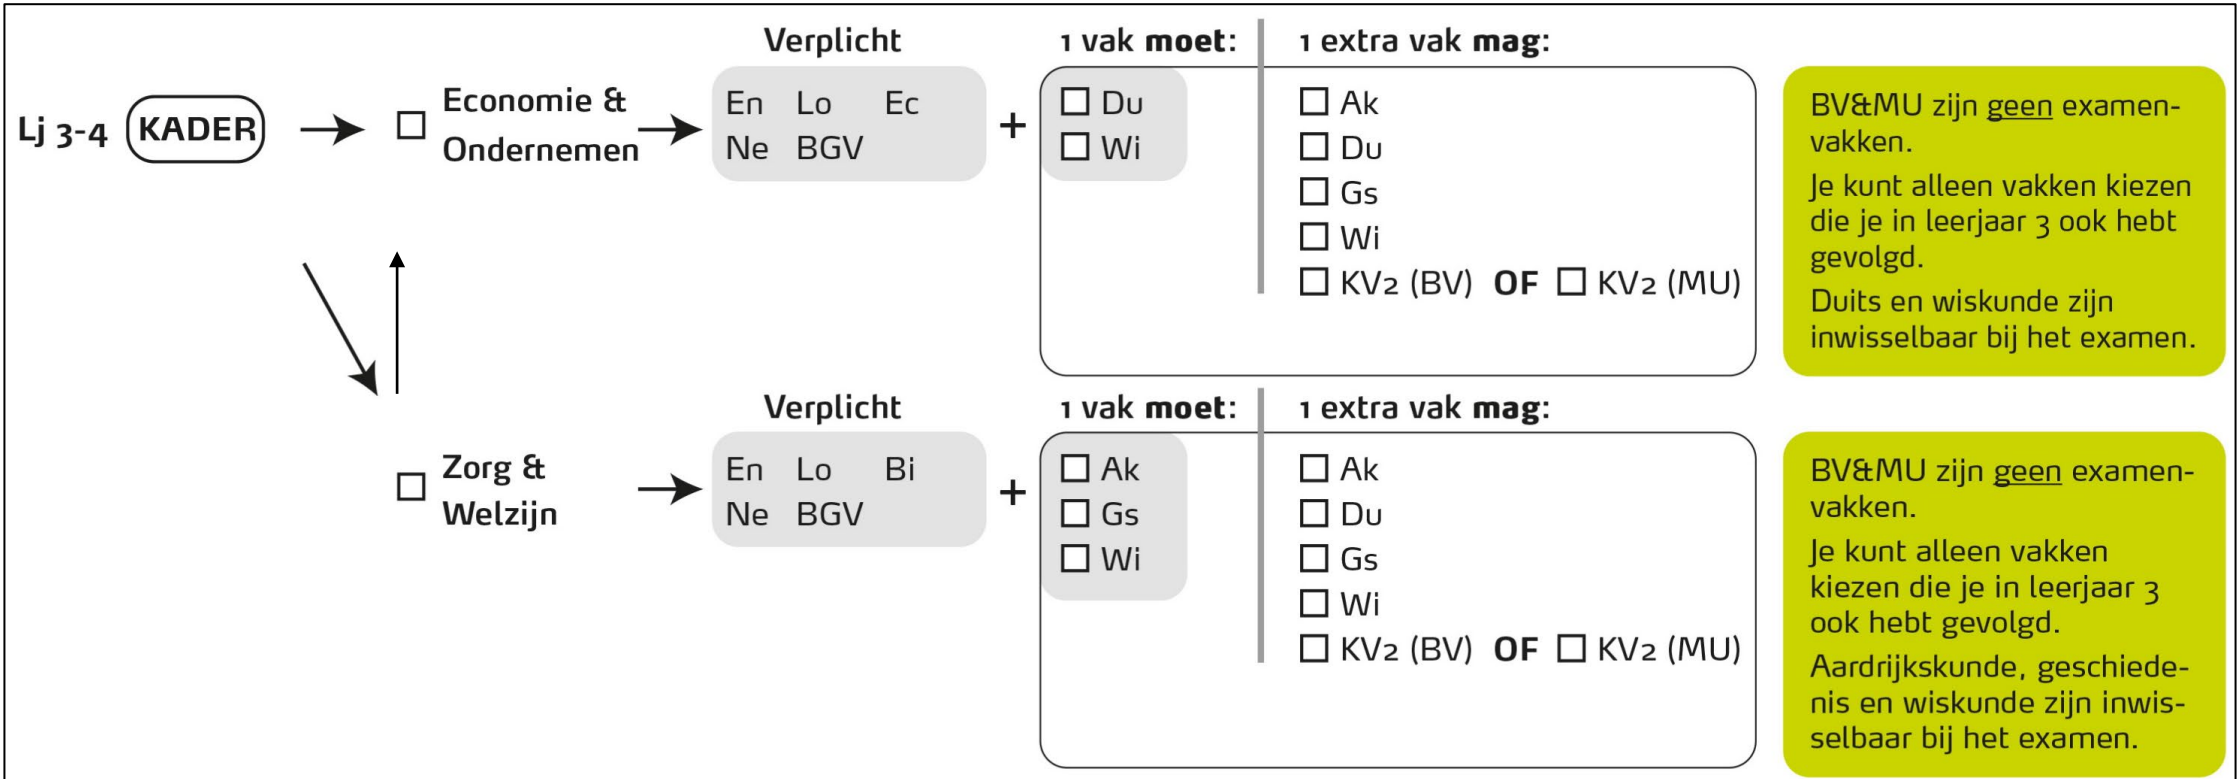 Lj 3-4 KADER
Economie &
Ondernemen
Verplicht
En Lo Ec
Ne BGV
+
1 vak moet:
Du
Wi
1 extra vak mag:
Ak
Du
Gs
Wi
KV2 (BV) OF KV2 (MU)
BV&MU zijn geen examen-
vakken.
Je kunt alleen vakken kiezen
die je in leerjaar 3 ook hebt
gevolgd.
Duits en wiskunde zijn
inwisselbaar bij het examen.
Zorg &
Welzijn
Verplicht
En Lo Bi
Ne BGV
+
1 vak moet:
Ak
Gs
Wi
1 extra vak mag:
Ak
Du
Gs
Wi
KV2 (BV) OF KV2 (MU)
BV&MU zijn geen examen-
vakken.
Je kunt alleen vakken
kiezen die je in leerjaar 3
ook hebt gevolgd.
Aardrijkskunde, geschiede-
nis en wiskunde zijn inwis-
selbaar bij het examen.